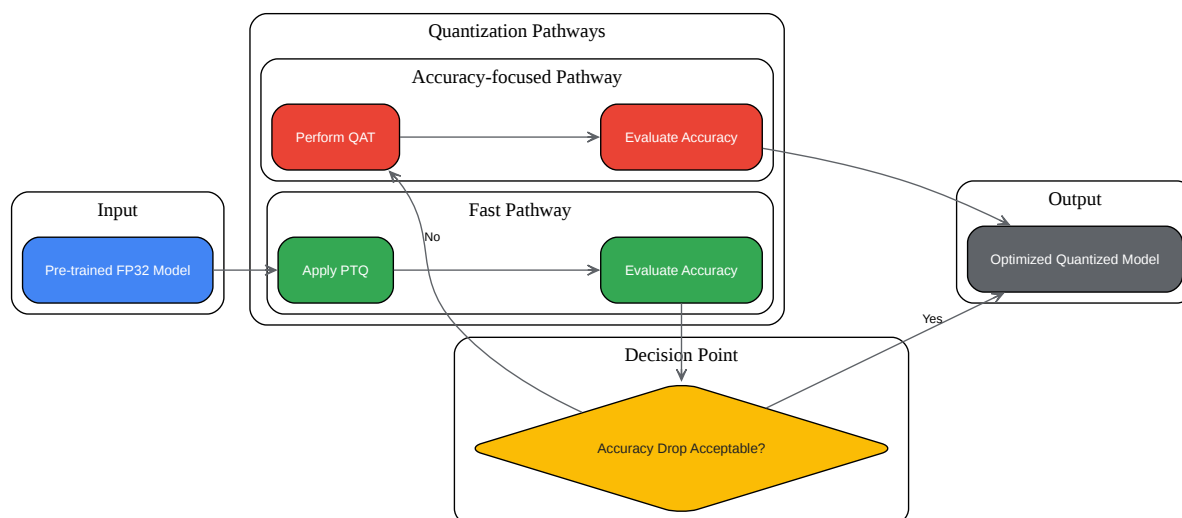 Quantization Pathways
Accuracy-focused Pathway
Perform QAT
Evaluate Accuracy
Input
Pre-trained FP32 Model
Fast Pathway
No
Apply PTQ
Evaluate Accuracy
Output
Optimized Quantized Model
Yes
Decision Point
Accuracy Drop Acceptable?